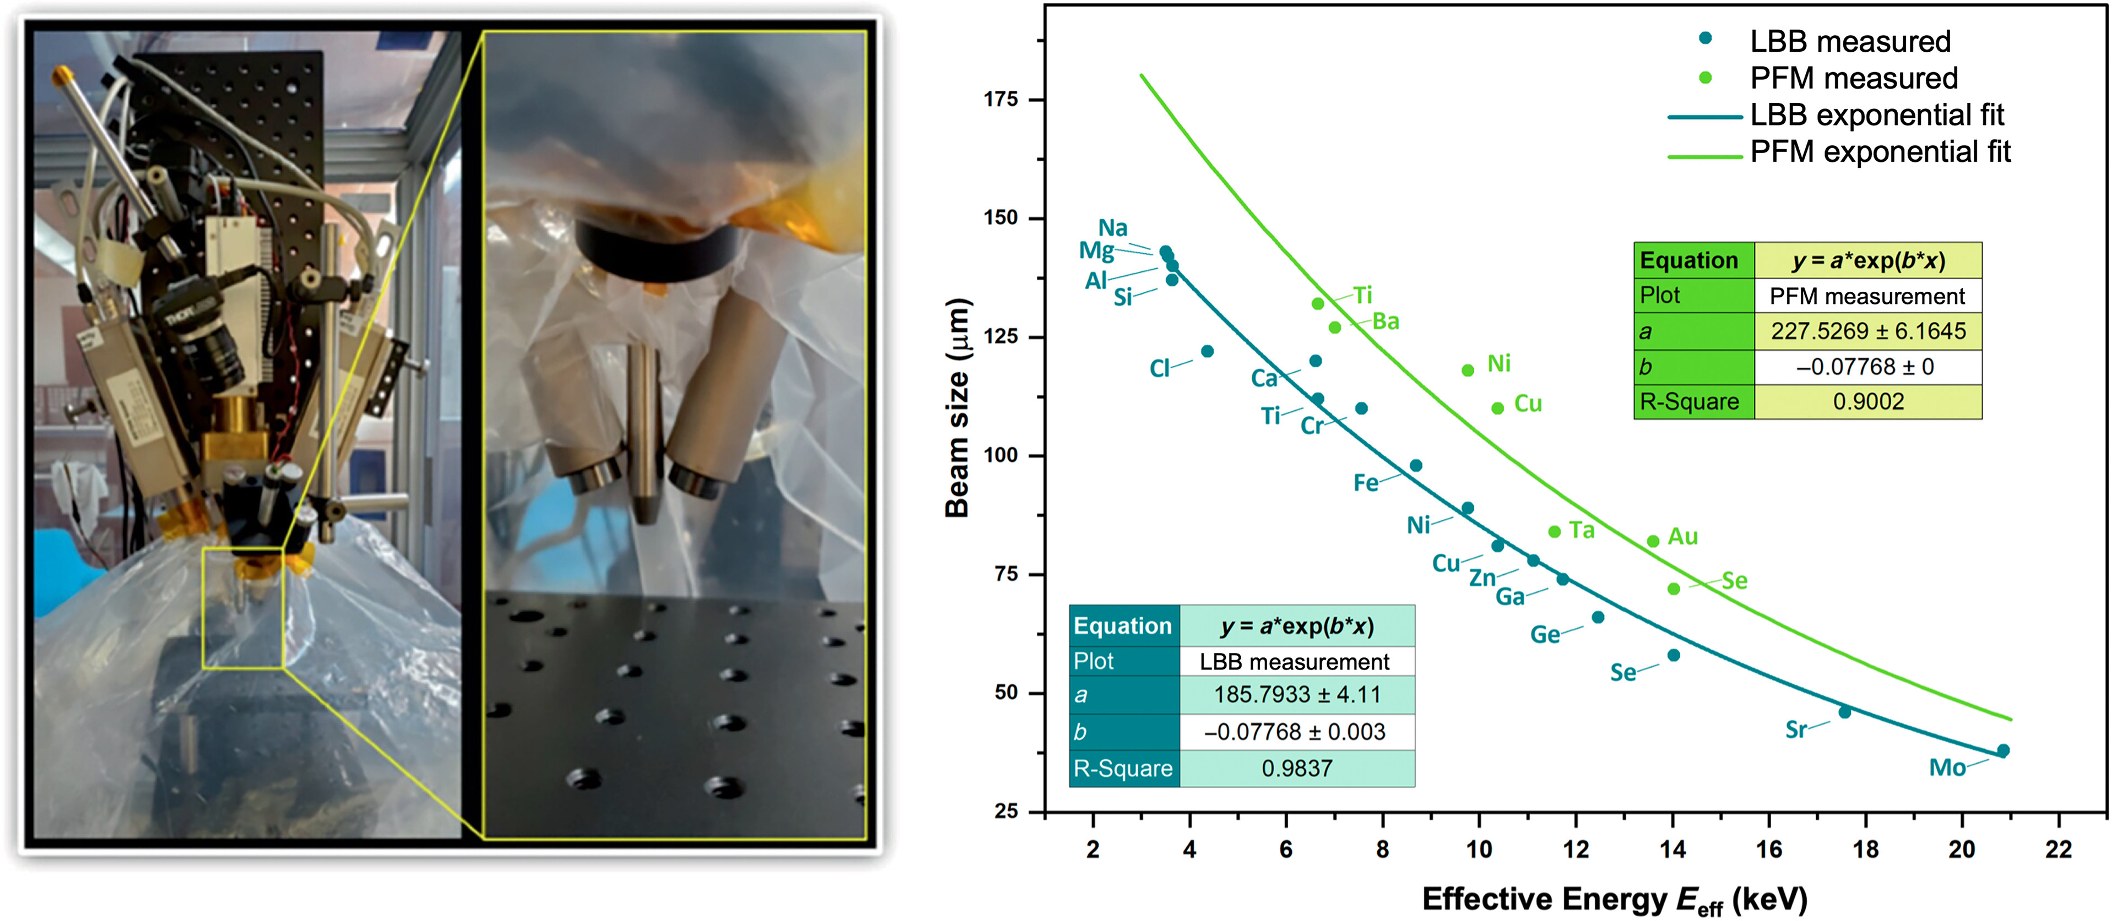 THOR
LBB measured
PFM measured
LBB exponential fit
PFM exponential fit
175
150
125
100
75
50
25
Beam size (μm)
Na
Mg
Al
Si
Cl
Ca
Ti
Cr
Fe
Ni
Cu
Zn
Ga
Ge
Se
Sr
Mo
Ti
Ba
Ni
Cu
Ta
Au
Se
Equation y = a*exp(b*x)
Plot PFM measurement
a 227.5269 ± 6.1645
b –0.07768 ± 0
R-Square 0.9002
Equation y = a*exp(b*x)
Plot LBB measurement
a 185.7933 ± 4.11
b –0.07768 ± 0.003
R-Square 0.9837
2 4 6 8 10 12 14 16 18 20 22
Effective Energy Eeff (keV)